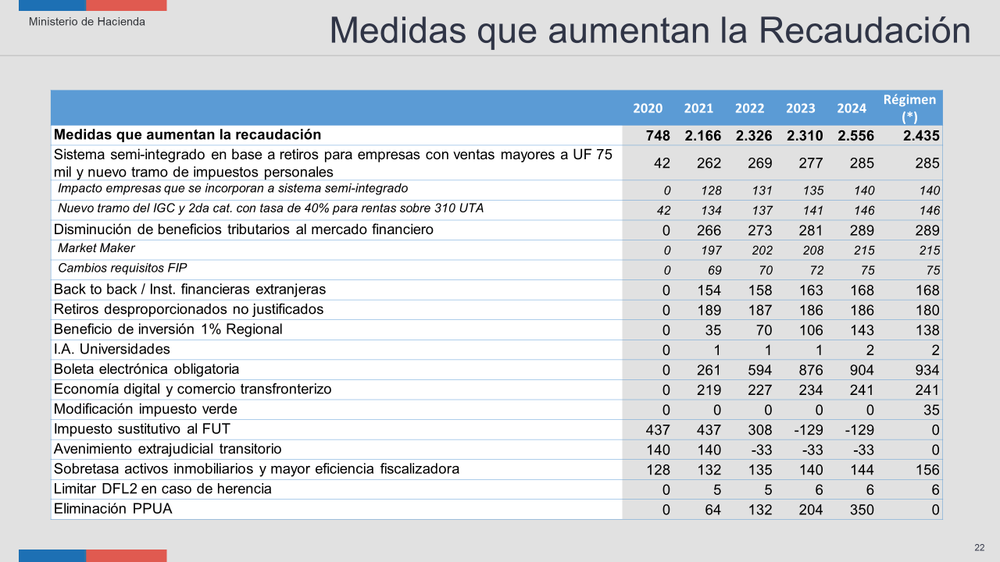 Ministerio de Hacienda
Medidas que aumentan la Recaudación
2020 2021 2022 2023 2024 Régimen (*)
Medidas que aumentan la recaudación 748 2.166 2.326 2.310 2.556 2.435
Sistema semi-integrado en base a retiros para empresas con ventas mayores a UF 75
mil y nuevo tramo de impuestos personales 42 262 269 277 285 285
Impacto empresas que se incorporan a sistema semi-integrado 0 128 131 135 140 140
Nuevo tramo del IGC y 2da cat. con tasa de 40% para rentas sobre 310 UTA 42 134 137 141 146 146
Disminución de beneficios tributarios al mercado financiero 0 266 273 281 289 289
Market Maker 0 197 202 208 215 215
Cambios requisitos FIP 0 69 70 72 75 75
Back to back / Inst. financieras extranjeras 0 154 158 163 168 168
Retiros desproporcionados no justificados 0 189 187 186 186 180
Beneficio de inversión 1% Regional 0 35 70 106 143 138
I.A. Universidades 0 1 1 1 2 2
Boleta electrónica obligatoria 0 261 594 876 904 934
Economía digital y comercio transfronterizo 0 219 227 234 241 241
Modificación impuesto verde 0 0 0 0 0 35
Impuesto sustitutivo al FUT 437 437 308 -129 -129 0
Avenimiento extrajudicial transitorio 140 140 -33 -33 -33 0
Sobretasa activos inmobiliarios y mayor eficiencia fiscalizadora 128 132 135 140 144 156
Limitar DFL2 en caso de herencia 0 5 5 6 6 6
Eliminación PPUA 0 64 132 204 350 0
22